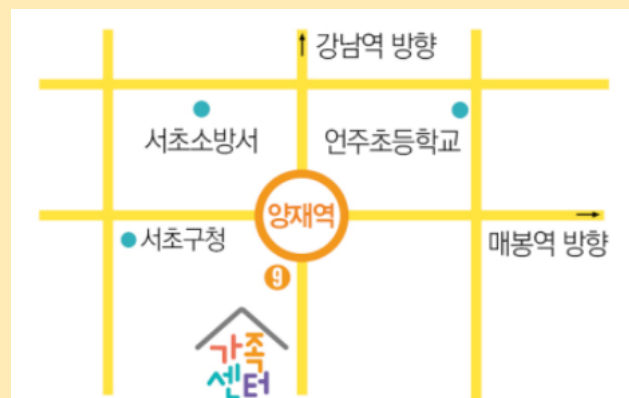 강남역 방향
서초소방서
언주초등학교
양재역
서초구청
매봉역 방향
9
가족
센터